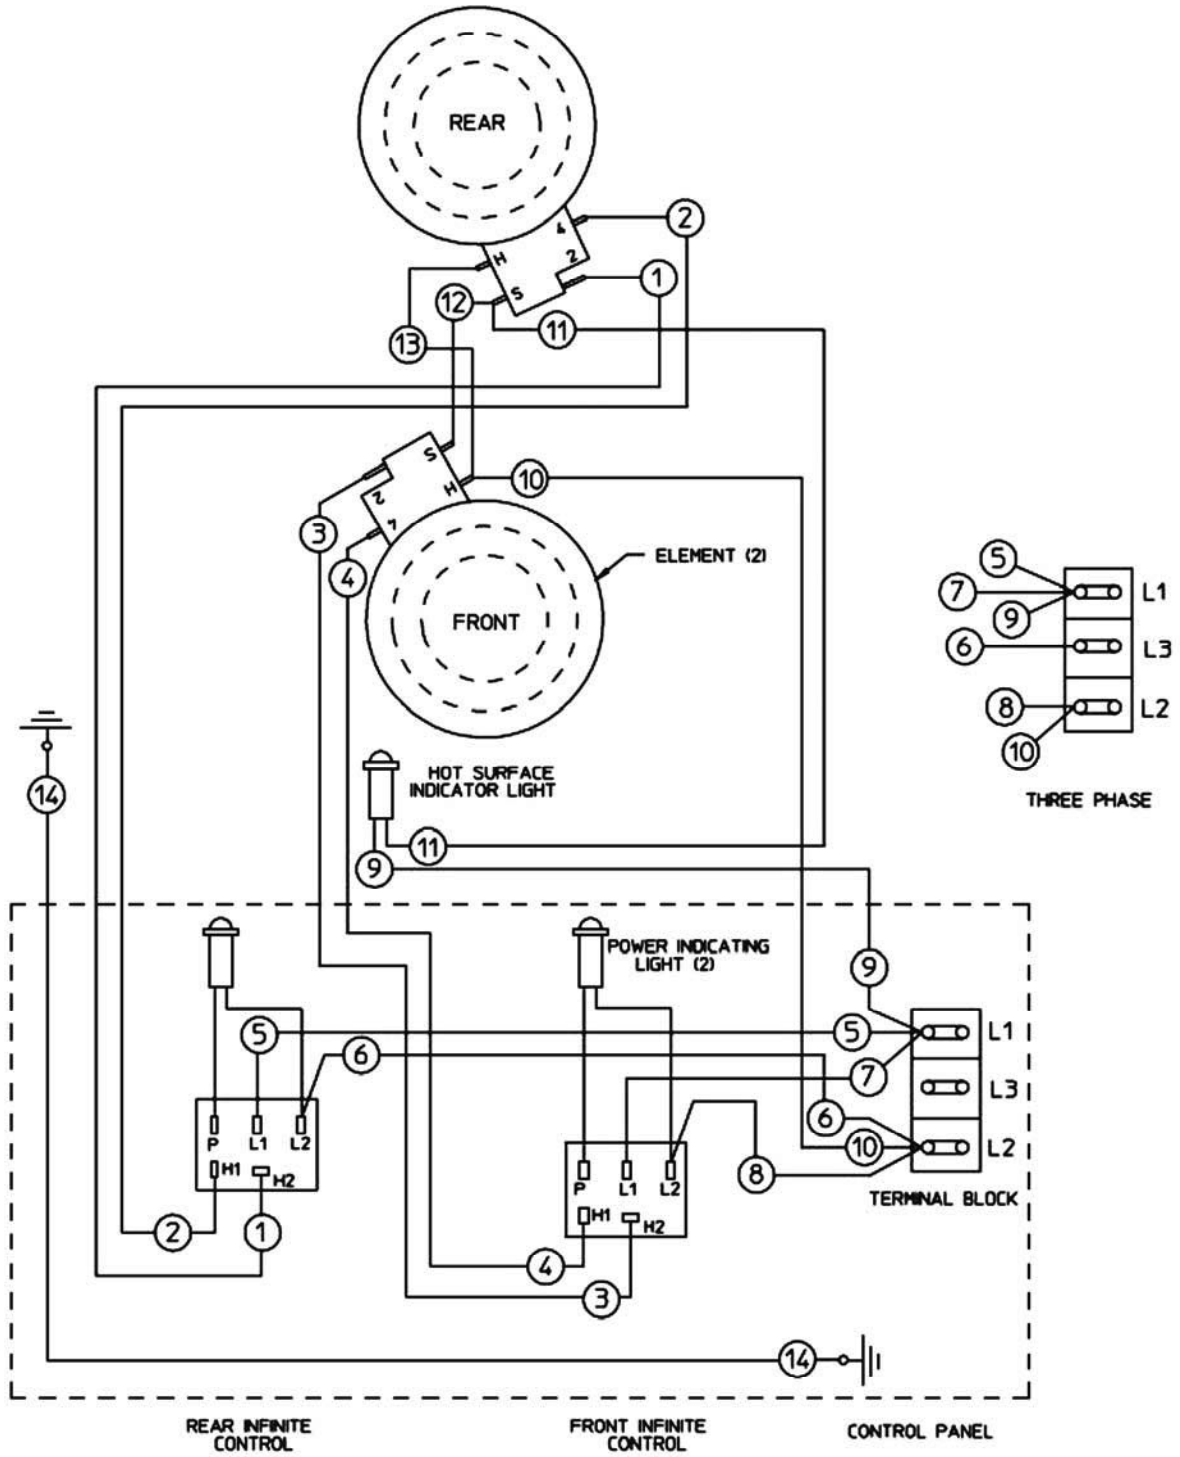 REAR
4
2
H
2
S
1
12
11
13
S
H
10
2
3
4
4
ELEMENT (2)
FRONT
5
7
L1
9
6
L3
8
L2
10
THREE PHASE
14
HOT SURFACE
INDICATOR LIGHT
11
9
POWER INDICATING
LIGHT (2)
9
5
5
L1
6
7
L3
6
10
L2
8
P
L1
L2
H1
H2
P
L1
L2
H1
H2
TERMINAL BLOCK
2
1
4
3
14
REAR INFINITE
CONTROL
FRONT INFINITE
CONTROL
CONTROL PANEL